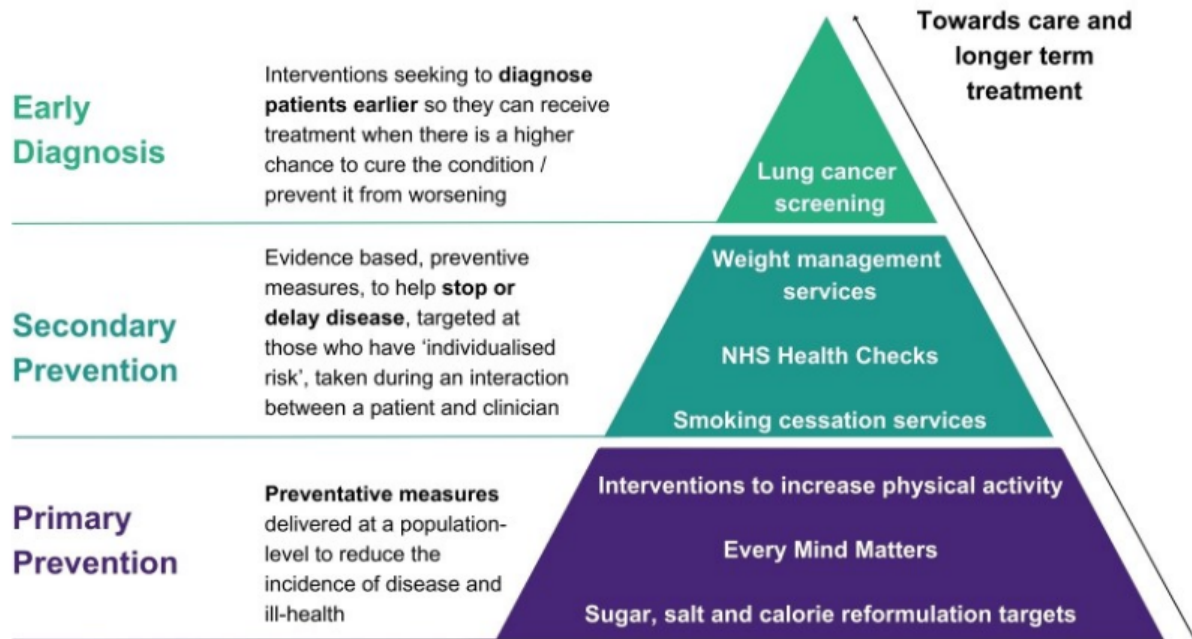 Towards care and
longer term
treatment
Early
Diagnosis
Interventions seeking to diagnose
patients earlier so they can receive
treatment when there is a higher
chance to cure the condition /
prevent it from worsening
Lung cancer
screening
Secondary
Prevention
Evidence based, preventive
measures, to help stop or
delay disease, targeted at
those who have ‘individualised
risk’, taken during an interaction
between a patient and clinician
Weight management
services
NHS Health Checks
Smoking cessation services
Primary
Prevention
Preventative measures
delivered at a population-
level to reduce the
incidence of disease and
ill-health
Interventions to increase physical activity
Every Mind Matters
Sugar, salt and calorie reformulation targets